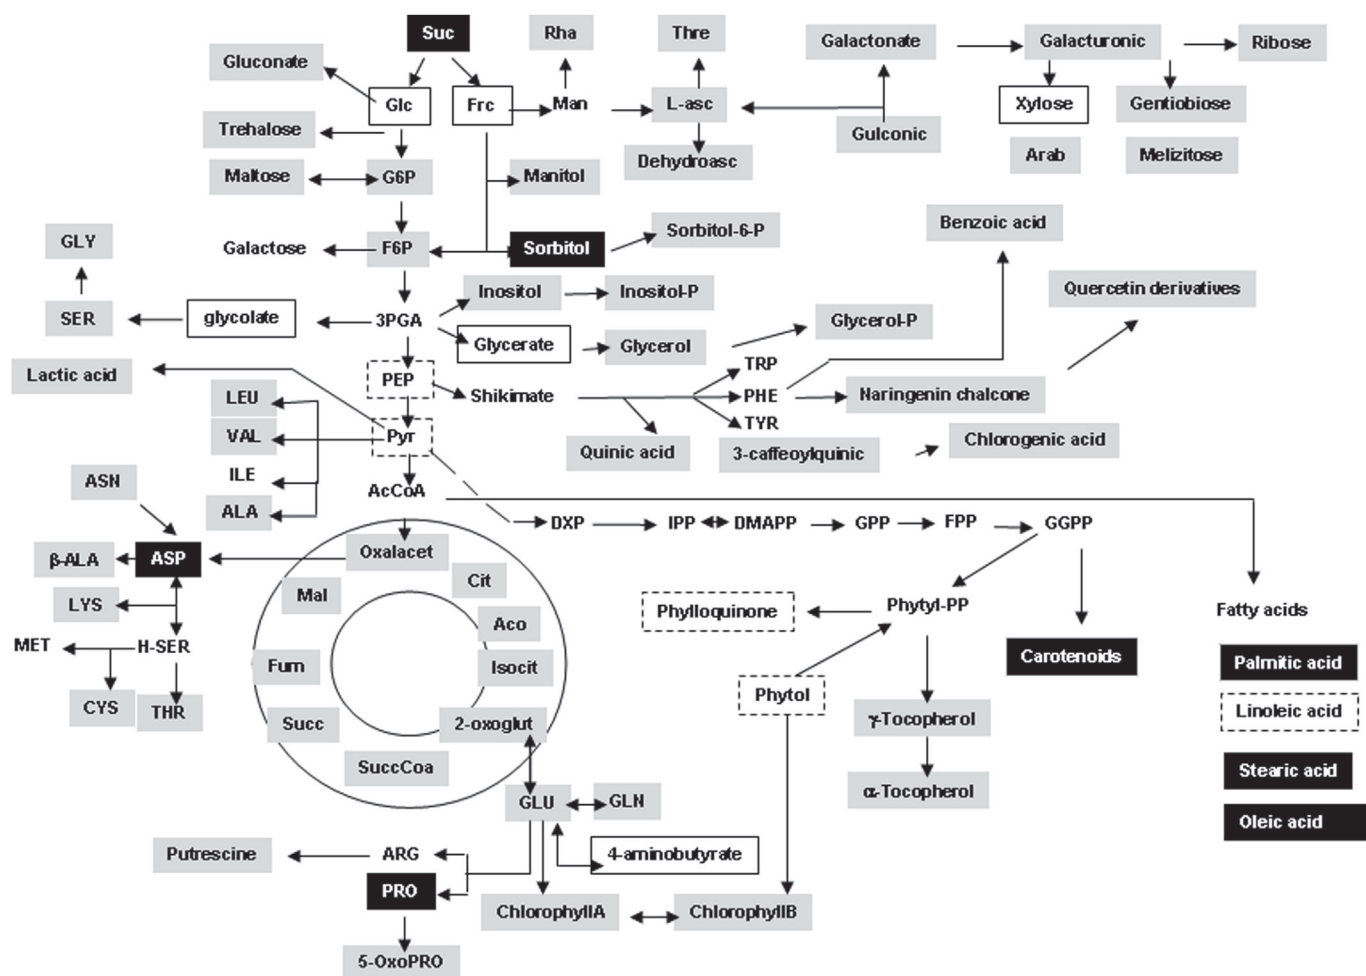 Suc
Rha
Thre
Galactonate
Galacturonic
Ribose
Gluconate
Glc
Frc
Man
L-asc
Xylose
Gentiobiose
Trehalose
Gulconic
Dehydroasc
Arab
Melizitose
Maltose
G6P
Manitol
Benzoic acid
GLY
Galactose
F6P
Sorbitol
Sorbitol-6-P
Inositol
Inositol-P
Quercetin derivatives
SER
glycolate
3PGA
Glycerol-P
Glycerate
Glycerol
Lactic acid
PEP
TRP
LEU
Shikimate
PHE
Naringenin chalcone
TYR
VAL
Pyr
Quinic acid
3-caffeoylquinic
Chlorogenic acid
ASN
ILE
AcCoA
ALA
DXP
IPP
DMAPP
GPP
FPP
GGPP
β-ALA
ASP
Oxalacet
Cit
Mal
LYS
Phylloquinone
Phytyl-PP
Fatty acids
Aco
MET
H-SER
Fum
Isocit
Carotenoids
Palmitic acid
Phytol
CYS
THR
Succ
2-oxoglut
γ-Tocopherol
Linoleic acid
SuccCoa
Stearic acid
GLU
GLN
α-Tocopherol
Oleic acid
Putrescine
ARG
4-aminobutyrate
PRO
ChlorophyllA
ChlorophyllB
5-OxoPRO